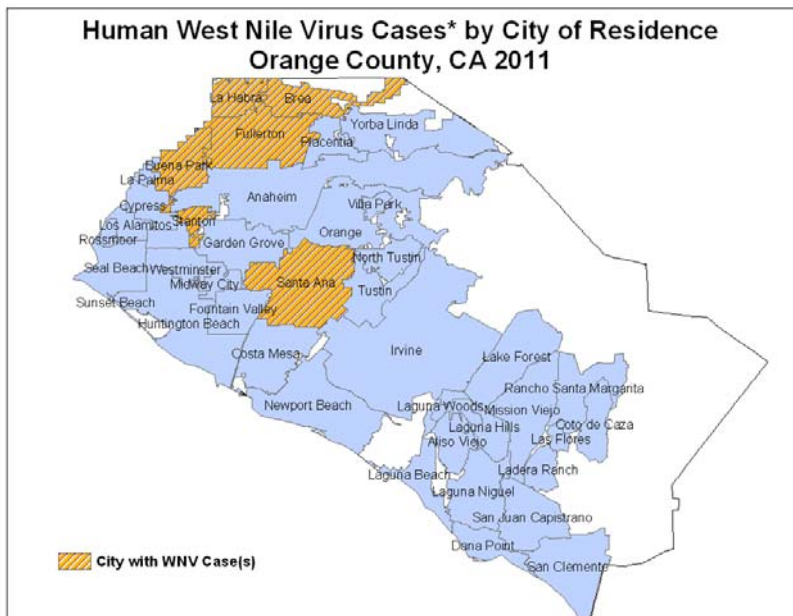 Human West Nile Virus Cases* by City of Residence
Orange County, CA 2011
La Habra
Brea
Fullerton
Placentia
Yorba Linda
Buena Park
La Palma
Cypress
Anaheim
Villa Park
Los Alamitos
Stanton
Rossmoor
Garden Grove
Orange
North Tustin
Seal Beach
Westminster
Midway City
Santa Ana
Tustin
Sunset Beach
Fountain Valley
Huntington Beach
Costa Mesa
Irvine
Lake Forest
Newport Beach
Rancho Santa Margarita
Laguna Woods
Mission Viejo
Laguna Hills
Coto de Caza
Aliso Viejo
Las Flores
Laguna Beach
Ladera Ranch
Laguna Niguel
San Juan Capistrano
Dana Point
San Clemente
City with WNV Case(s)